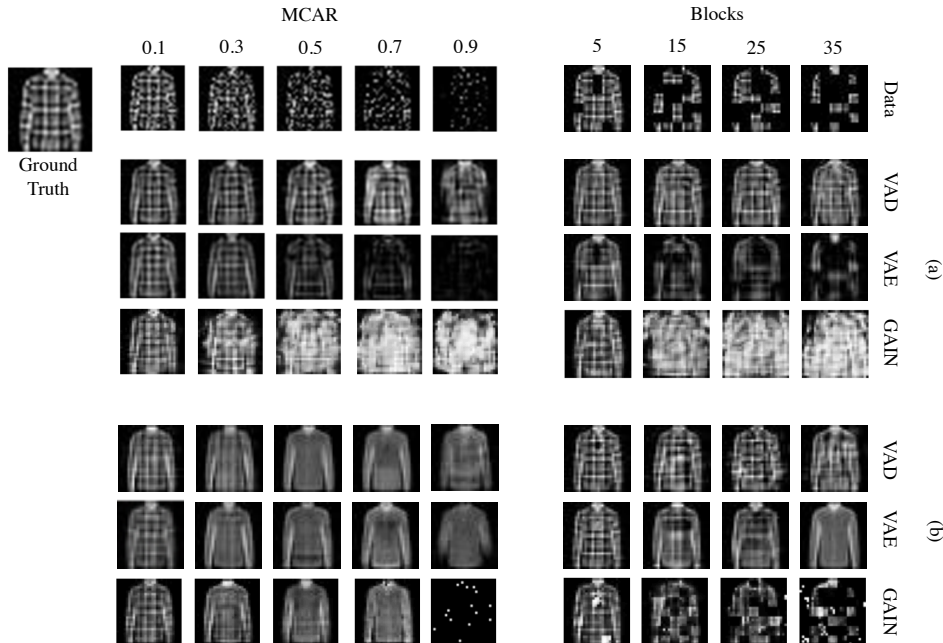 MCAR
Blocks
0.1 0.3 0.5 0.7 0.9
5 15 25 35
Ground
Truth
Data
VAD
VAE
GAIN
(a)
VAD
VAE
GAIN
(b)